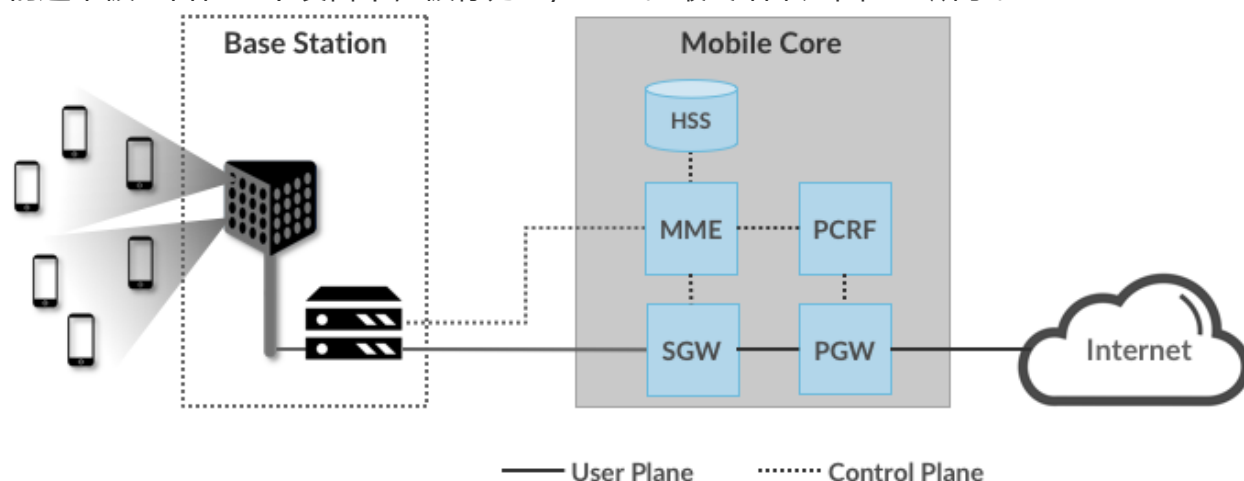 Base Station
Mobile Core
HSS
MME
PCRF
SGW
PGW
Internet
User Plane
Control Plane